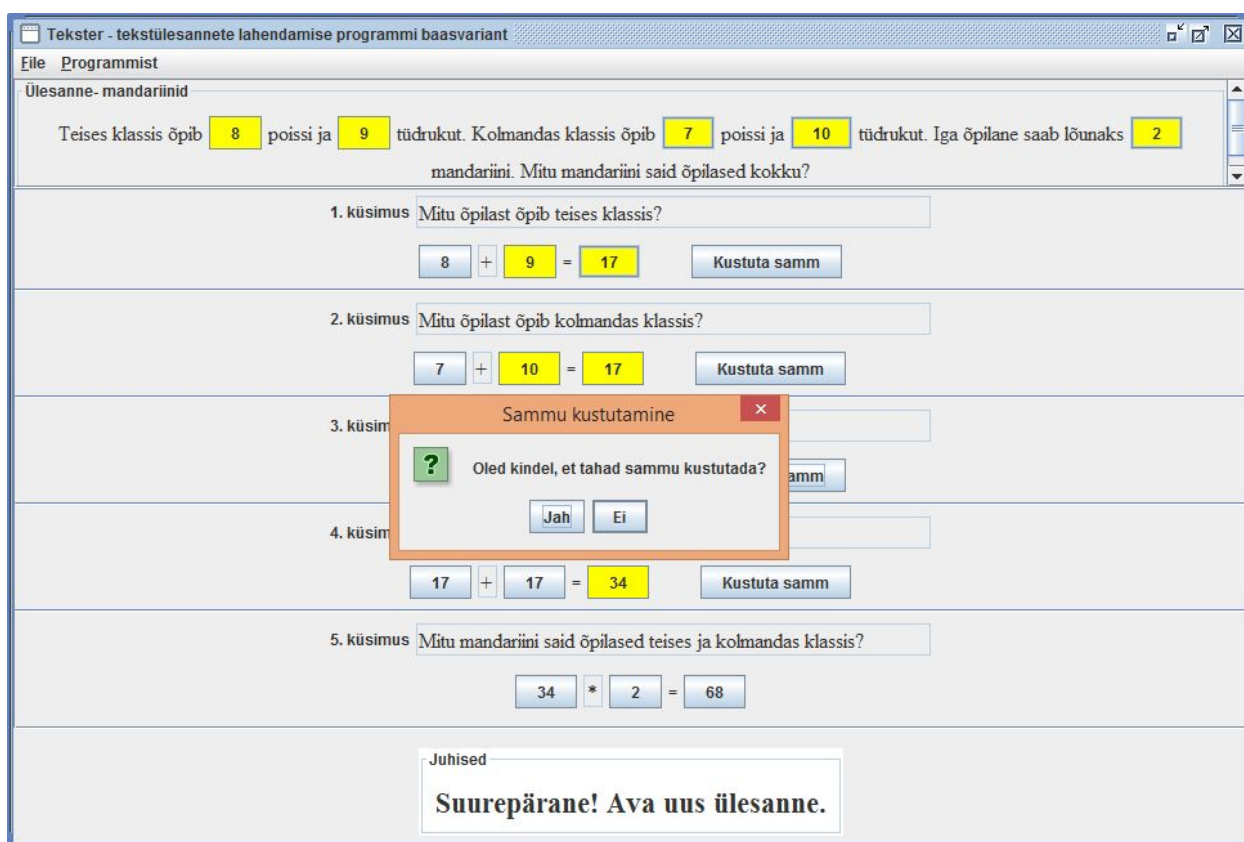 Tekster - tekstülesannete lahendamise programmi baasvariant
File Programmist
Ülesanne- mandariinid
Teises klassis õpib 8 poissi ja 9 tüdrukut. Kolmandas klassis õpib 7 poissi ja 10 tüdrukut. Iga õpilane saab lõunaks 2
mandariini. Mitu mandariini said õpilased kokku?
1. küsimus Mitu õpilast õpib teises klassis?
8 + 9 = 17 Kustuta samm
2. küsimus Mitu õpilast õpib kolmandas klassis?
7 + 10 = 17 Kustuta samm
3. küsim
Sammu kustutamine
? Oled kindel, et tahad sammu kustutada?
amm
Jah Ei
4. küsim
17 + 17 = 34 Kustuta samm
5. küsimus Mitu mandariini said õpilased teises ja kolmandas klassis?
34 * 2 = 68
Juhised
Suurepärane! Ava uus ülesanne.